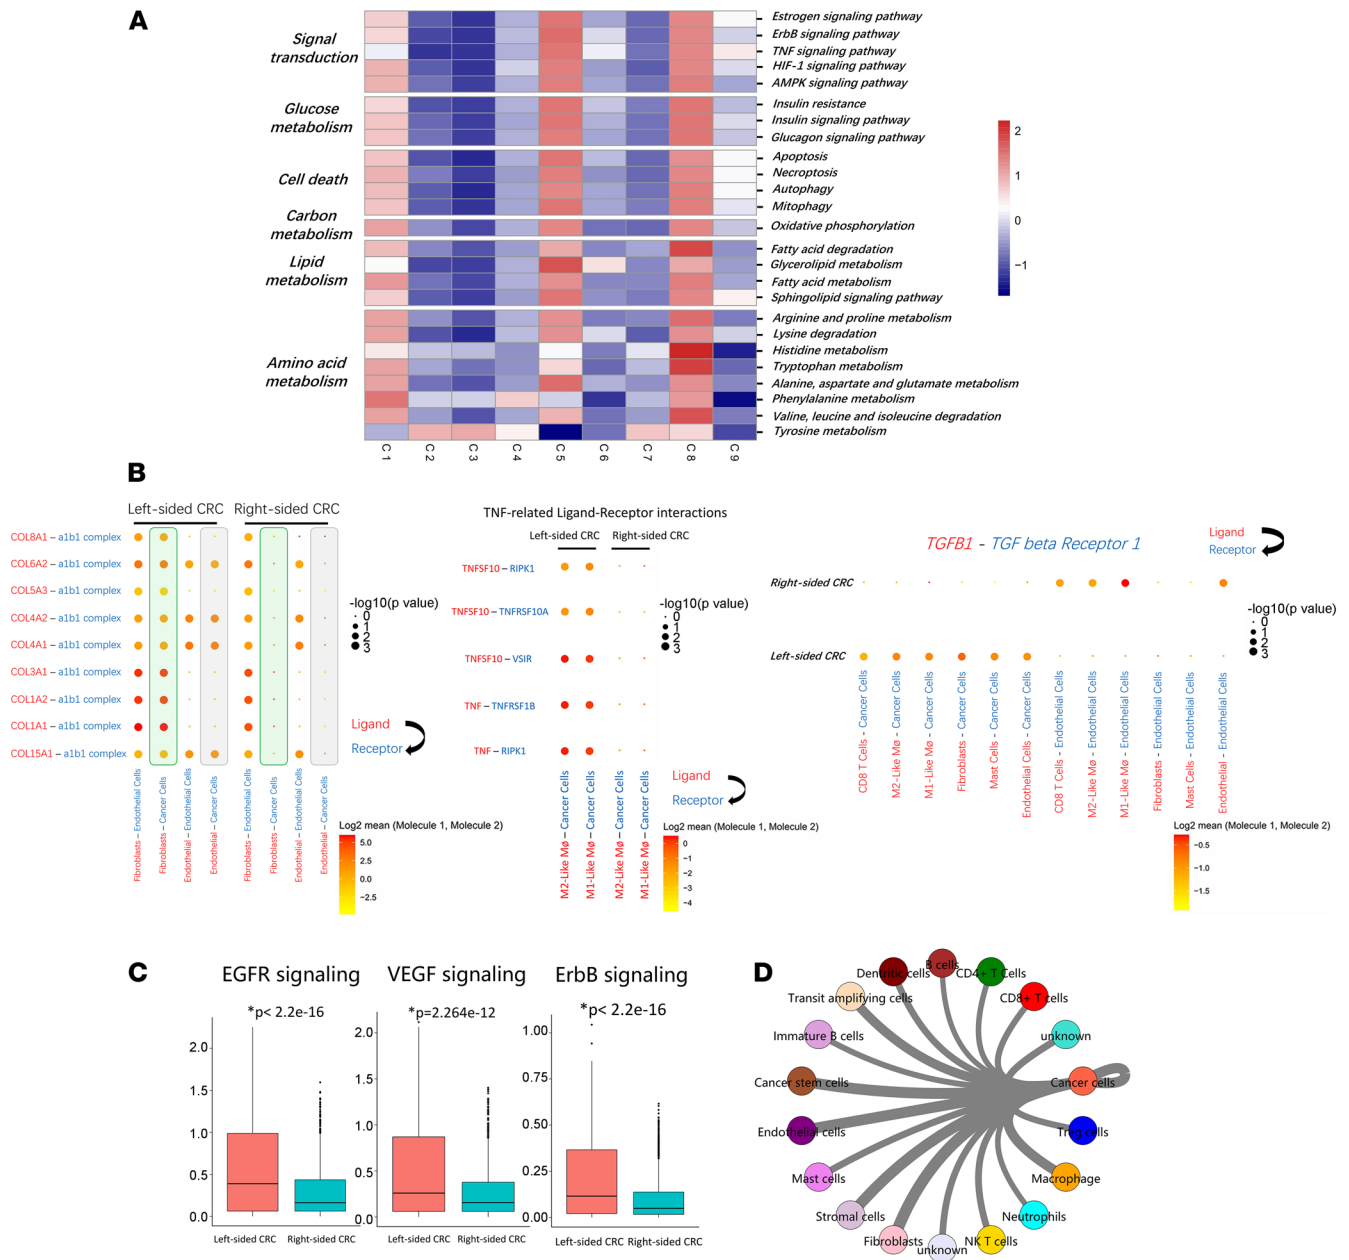 A
Signal
transduction
Glucose
metabolism
Cell death
Carbon
metabolism
Lipid
metabolism
Amino acid
metabolism
Estrogen signaling pathway
ErbB signaling pathway
TNF signaling pathway
HIF-1 signaling pathway
AMPK signaling pathway
Insulin resistance
Insulin signaling pathway
Glucagon signaling pathway
Apoptosis
Necroptosis
Autophagy
Mitophagy
Oxidative phosphorylation
Fatty acid degradation
Glycerolipid metabolism
Fatty acid metabolism
Sphingolipid signaling pathway
Arginine and proline metabolism
Lysine degradation
Histidine metabolism
Tryptophan metabolism
Alanine, aspartate and glutamate metabolism
Phenylalanine metabolism
Valine, leucine and isoleucine degradation
Tyrosine metabolism
2
1
0
−1
C 1
C 2
C 3
C 4
C 5
C 6
C 7
C 8
C 9
B
Left-sided CRC
Right-sided CRC
COL8A1 – a1b1 complex
COL6A2 – a1b1 complex
COL5A3 – a1b1 complex
COL4A2 – a1b1 complex
COL4A1 – a1b1 complex
COL3A1 – a1b1 complex
COL1A2 – a1b1 complex
COL1A1 – a1b1 complex
COL15A1 – a1b1 complex
Fibroblasts – Endothelial Cells
Fibroblasts – Cancer Cells
Endothelial – Endothelial Cells
Endothelial – Cancer Cells
Fibroblasts – Endothelial Cells
Fibroblasts – Cancer Cells
Endothelial – Endothelial Cells
Endothelial – Cancer Cells
-log10(p value)
0
1
2
3
Ligand
Receptor
Log2 mean (Molecule 1, Molecule 2)
5.0
2.5
0.0
−2.5
TNF-related Ligand-Receptor interactions
Left-sided CRC
Right-sided CRC
TNFSF10 – RIPK1
TNFSF10 – TNFRSF10A
TNFSF10 – VSIR
TNF – TNFRSF1B
TNF – RIPK1
M2-Like Mø – Cancer Cells
M1-Like Mø – Cancer Cells
M2-Like Mø – Cancer Cells
M1-Like Mø – Cancer Cells
-log10(p value)
0
1
2
3
Ligand
Receptor
Log2 mean (Molecule 1, Molecule 2)
0
−1
−2
−3
−4
TGFB1 - TGF beta Receptor 1
Ligand
Receptor
Right-sided CRC
Left-sided CRC
CD8 T Cells – Cancer Cells
M2-Like Mø – Cancer Cells
M1-Like Mø – Cancer Cells
Fibroblasts – Cancer Cells
Mast Cells – Cancer Cells
Endothelial Cells – Cancer Cells
CD8 T Cells – Endothelial Cells
M2-Like Mø – Endothelial Cells
M1-Like Mø – Endothelial Cells
Fibroblasts – Endothelial Cells
Mast Cells – Endothelial Cells
Endothelial – Endothelial Cells
-log10(p value)
0
1
2
3
Log2 mean (Molecule 1, Molecule 2)
−0.5
−1.0
−1.5
C
EGFR signaling
*p< 2.2e-16
2.0
1.5
1.0
0.5
0.0
Left-sided CRC
Right-sided CRC
VEGF signaling
*p=2.264e-12
2.0
1.5
1.0
0.5
0.0
Left-sided CRC
Right-sided CRC
ErbB signaling
*p< 2.2e-16
1.00
0.75
0.50
0.25
0.00
Left-sided CRC
Right-sided CRC
D
B cells
Dentritic cells
CD4+ T Cells
Transit amplifying cells
CD8+ T cells
Immature B cells
unknown
Cancer stem cells
Cancer cells
Endothelial cells
Treg cells
Mast cells
Macrophage
Stromal cells
Neutrophils
Fibroblasts
NK T cells
unknown